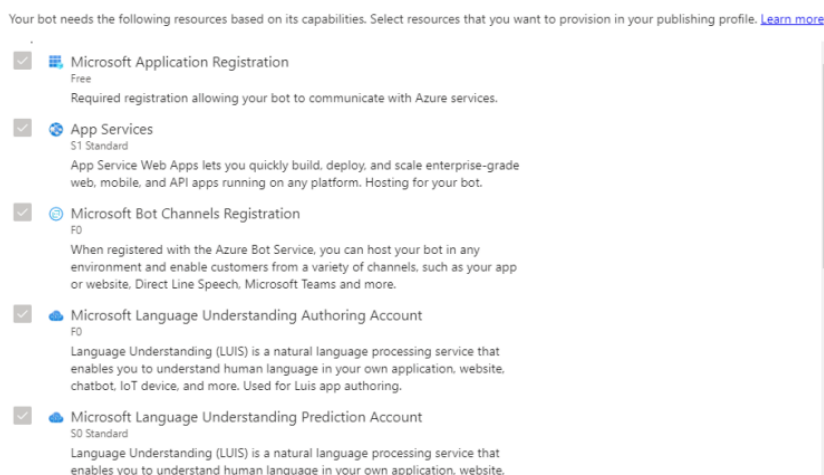 Your bot needs the following resources based on its capabilities. Select resources that you want to provision in your publishing profile. Learn more
Microsoft Application Registration
Free
Required registration allowing your bot to communicate with Azure services.
App Services
S1 Standard
App Service Web Apps lets you quickly build, deploy, and scale enterprise-grade
web, mobile, and API apps running on any platform. Hosting for your bot.
Microsoft Bot Channels Registration
F0
When registered with the Azure Bot Service, you can host your bot in any
environment and enable customers from a variety of channels, such as your app
or website, Direct Line Speech, Microsoft Teams and more.
Microsoft Language Understanding Authoring Account
F0
Language Understanding (LUIS) is a natural language processing service that
enables you to understand human language in your own application, website,
chatbot, IoT device, and more. Used for Luis app authoring.
Microsoft Language Understanding Prediction Account
S0 Standard
Language Understanding (LUIS) is a natural language processing service that
enables you to understand human language in your own application, website,